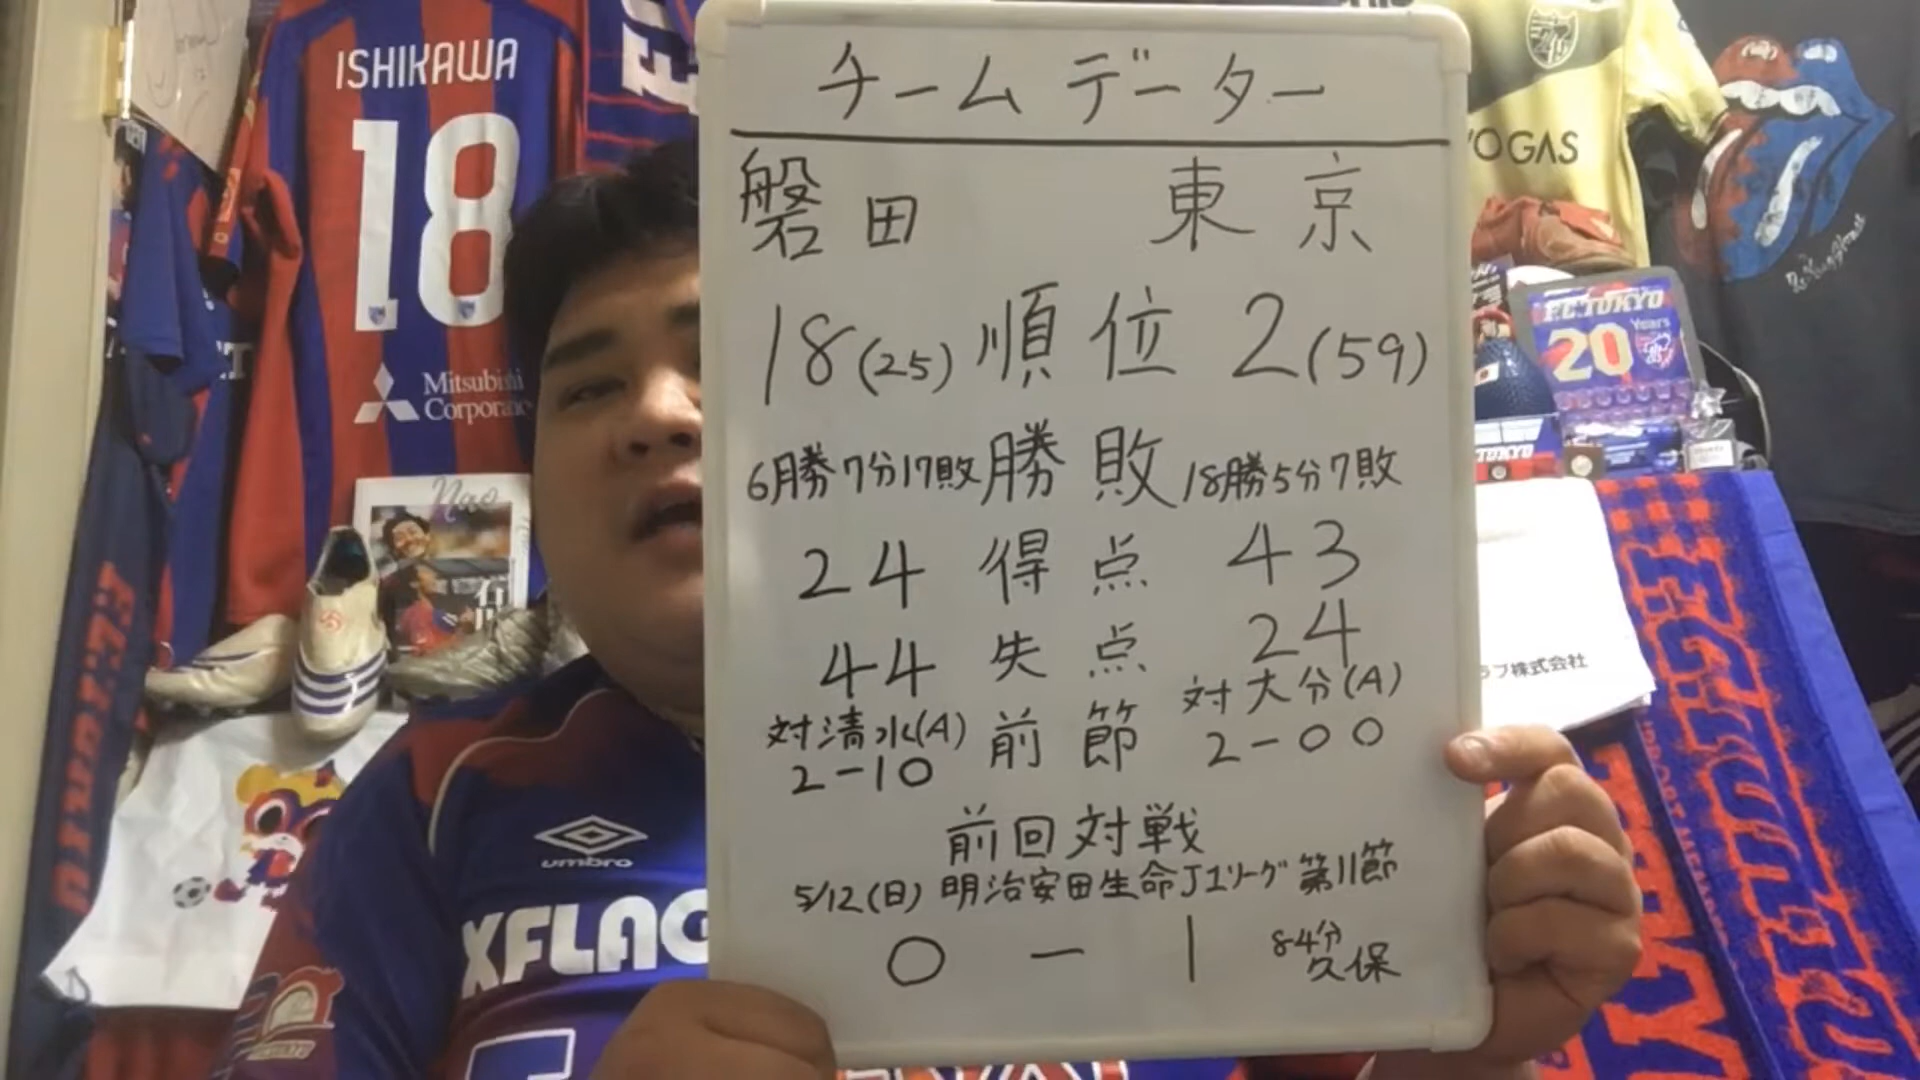 チームデーター
磐田 東京
18(25) 順位 2(59)
6勝7分17敗 勝敗 18勝5分7敗
24 得点 43
44 失点 24
対清水(A) 前節 対大分(A)
2-10 2-00
前回対戦
5/12(日) 明治安田生命J1リーグ 第11節
0 - 1 84分 久保
ISHIKAWA
18
Mitsubishi
Nao
umbro
XFLAG
F.C.TOKYO
20 Years
TOKYO